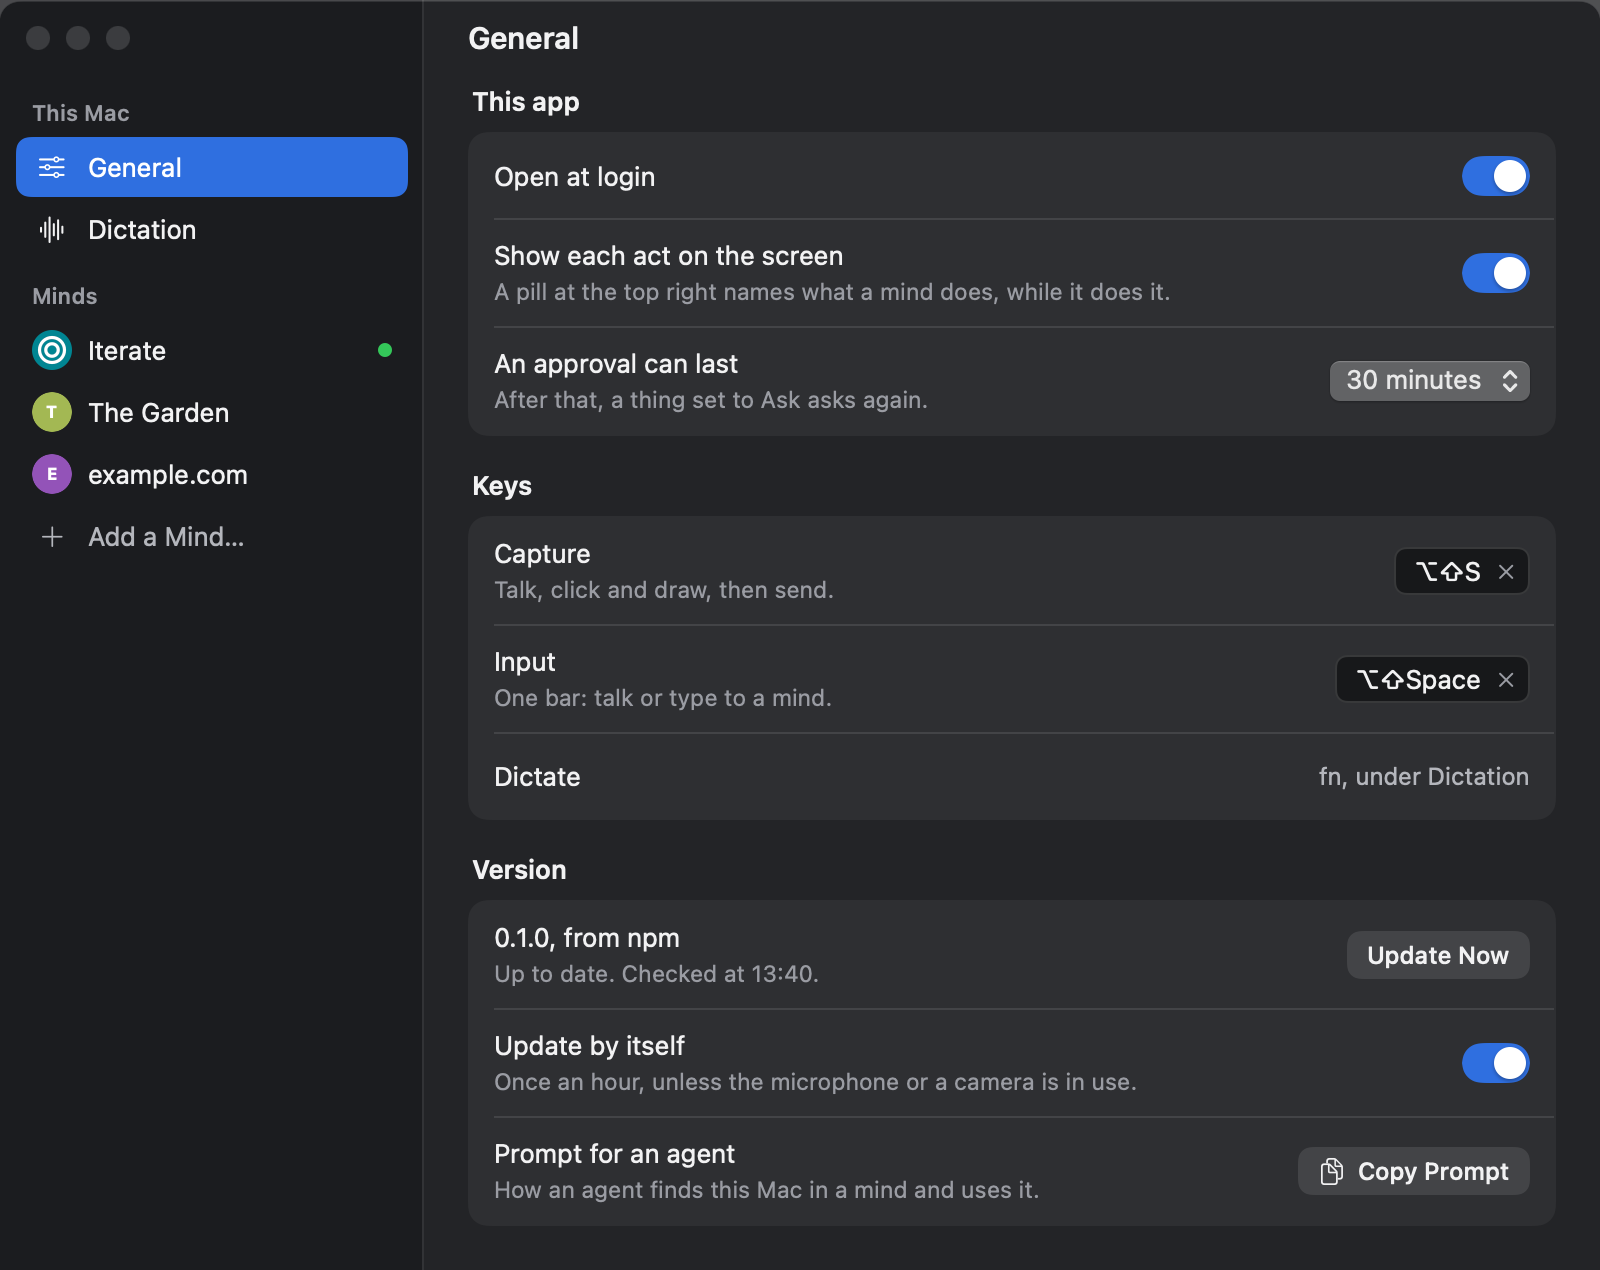 General
This app
This Mac
General
Dictation
Minds
Iterate
T
The Garden
E
example.com
Add a Mind...
Open at login
Show each act on the screen
A pill at the top right names what a mind does, while it does it.
An approval can last
After that, a thing set to Ask asks again.
30 minutes
Keys
Capture
Talk, click and draw, then send.
⌥⇧S
Input
One bar: talk or type to a mind.
⌥⇧Space
Dictate
fn, under Dictation
Version
0.1.0, from npm
Up to date. Checked at 13:40.
Update Now
Update by itself
Once an hour, unless the microphone or a camera is in use.
Prompt for an agent
How an agent finds this Mac in a mind and uses it.
Copy Prompt